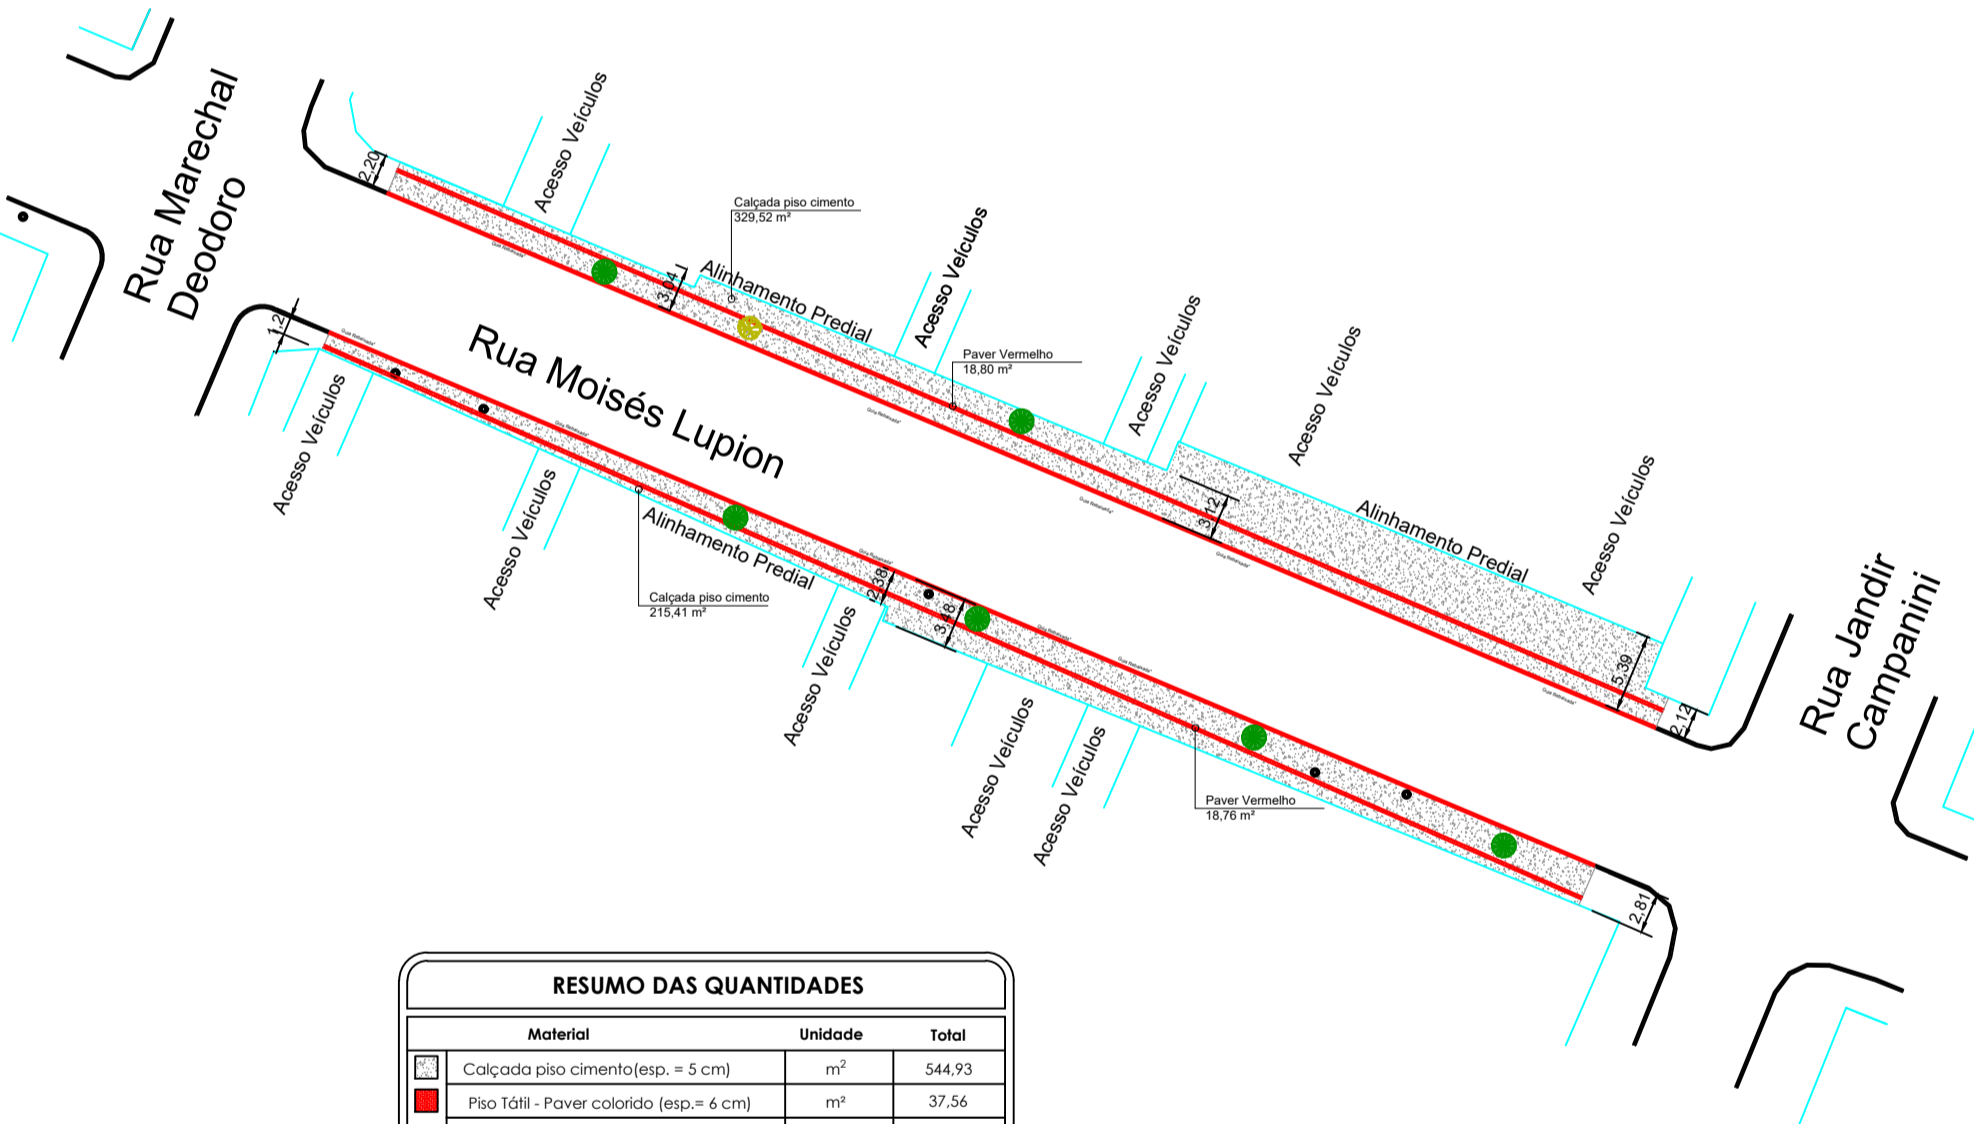 Rua Marechal
Deodoro
2,20
Acesso Veículos
Calçada piso cimento
329,52 m²
3,04
Alinhamento Predial
Acesso Veículos
Paver Vermelho
18,80 m²
Acesso Veículos
Acesso Veículos
3,12
Alinhamento Predial
Acesso Veículos
5,39
2,12
Rua Jandir
Campanini
Rua Moisés Lupion
1,2
Acesso Veículos
Acesso Veículos
Alinhamento Predial
Calçada piso cimento
215,41 m²
2,38
3,48
Acesso Veículos
Acesso Veículos
Acesso Veículos
Paver Vermelho
18,76 m²
2,81
RESUMO DAS QUANTIDADES
Material Unidade Total
Calçada piso cimento(esp. = 5 cm) m² 544,93
Piso Tátil - Paver colorido (esp.= 6 cm) m² 37,56